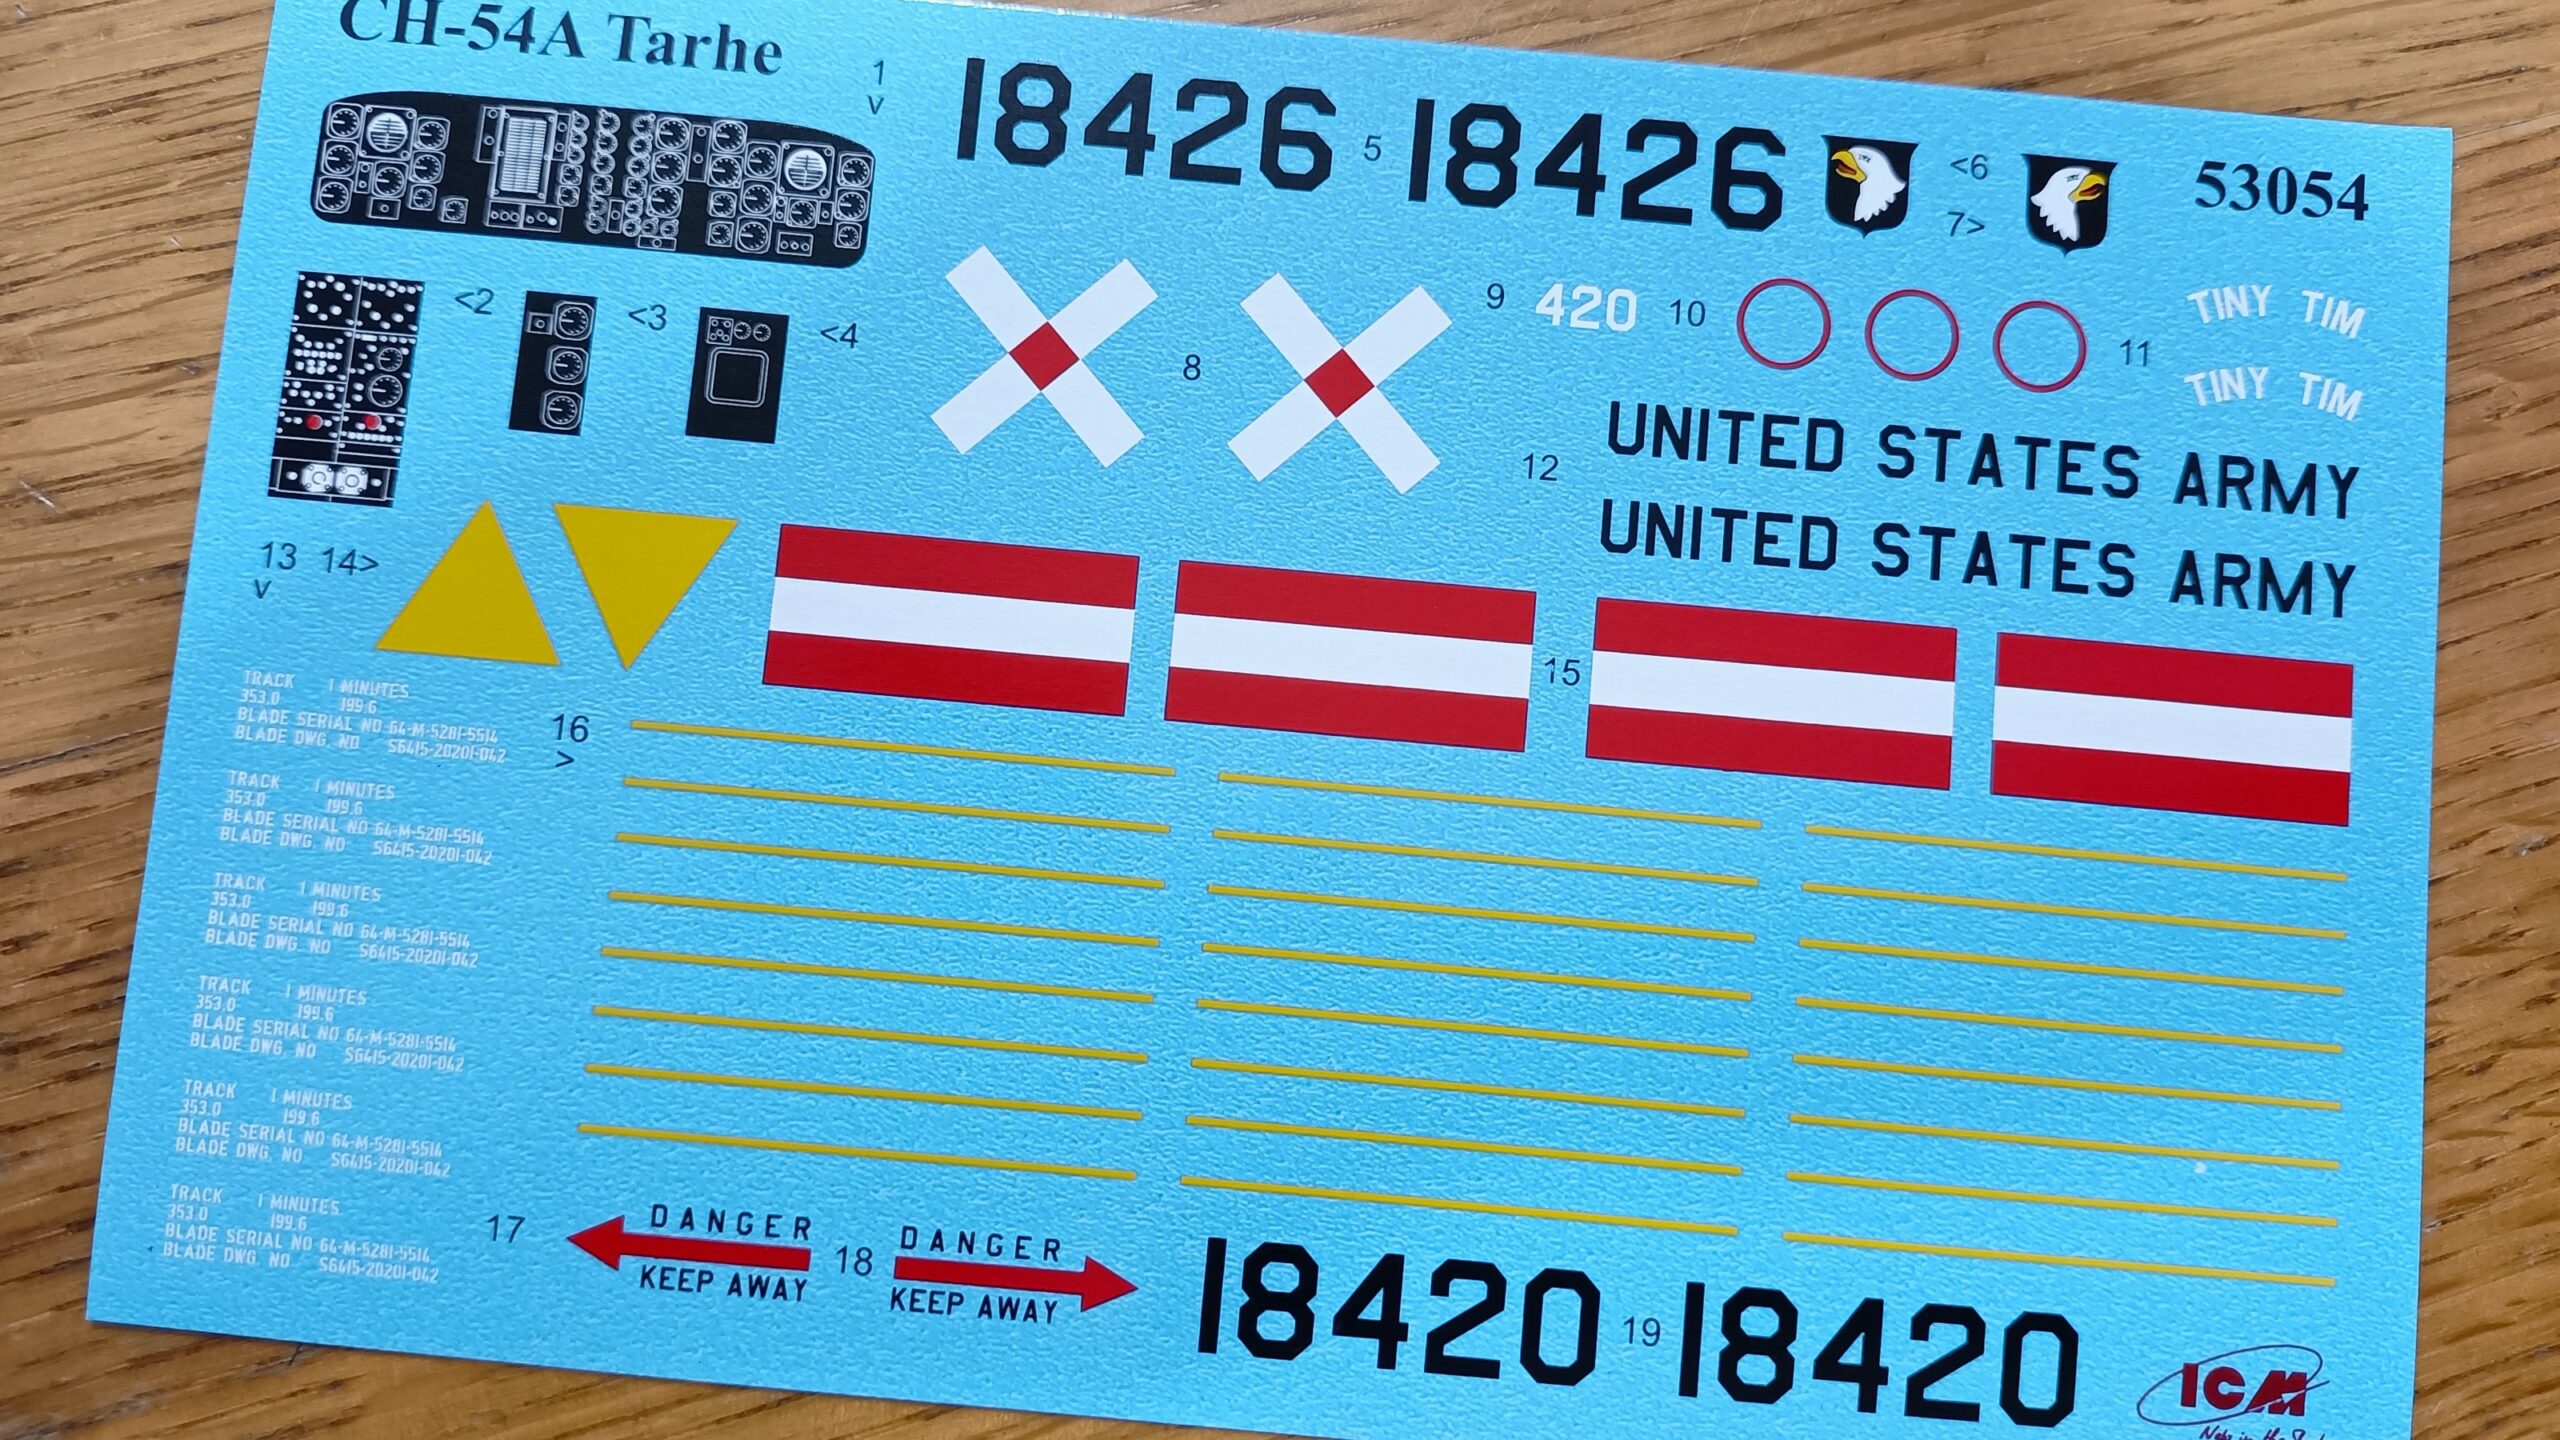 CH-54A Tarhe
1
v
18426
5
18426
<6
7>
53054
<2
<3
<4
8
9
420
10
11
TINY TIM
TINY TIM
12
UNITED STATES ARMY
UNITED STATES ARMY
13
v
14>
15
16
>
TRACK 1 MINUTES
353.0 199.6
BLADE SERIAL NO 64-M-5281-5514
BLADE DWG. NO S6415-20201-042
TRACK 1 MINUTES
353.0 199.6
BLADE SERIAL NO 64-M-5281-5514
BLADE DWG. NO S6415-20201-042
TRACK 1 MINUTES
353.0 199.6
BLADE SERIAL NO 64-M-5281-5514
BLADE DWG. NO S6415-20201-042
TRACK 1 MINUTES
353.0 199.6
BLADE SERIAL NO 64-M-5281-5514
BLADE DWG. NO S6415-20201-042
TRACK 1 MINUTES
353.0 199.6
BLADE SERIAL NO 64-M-5281-5514
BLADE DWG. NO S6415-20201-042
TRACK 1 MINUTES
353.0 199.6
BLADE SERIAL NO 64-M-5281-5514
BLADE DWG. NO S6415-20201-042
17
DANGER
KEEP AWAY
18
DANGER
KEEP AWAY
18420
19
18420
ICM